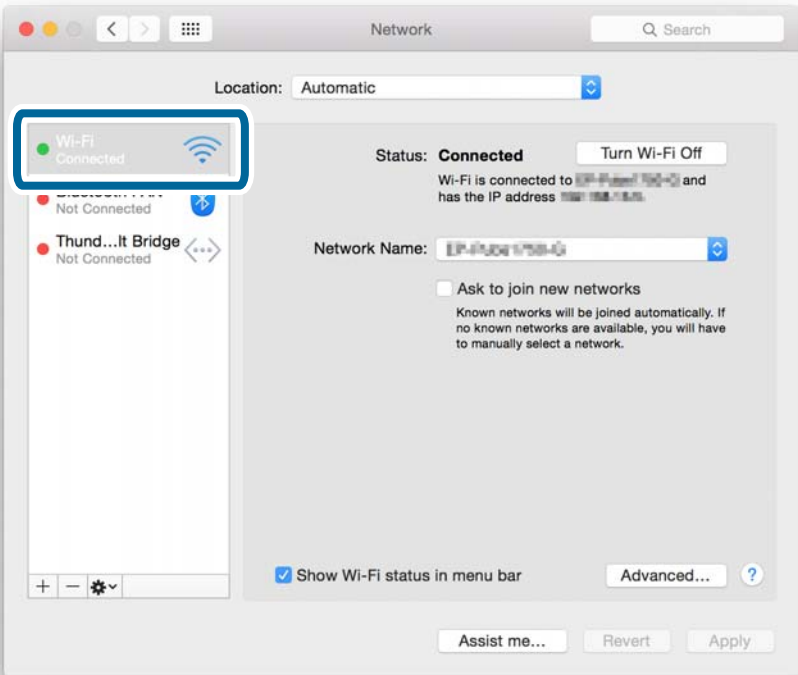 Network
Search
Location: Automatic
Wi-Fi
Connected
Not Connected
Thund...lt Bridge
Not Connected
Status: Connected
Turn Wi-Fi Off
Wi-Fi is connected to and
has the IP address
Network Name:
Ask to join new networks
Known networks will be joined automatically. If
no known networks are available, you will have
to manually select a network.
Show Wi-Fi status in menu bar
Advanced...
?
Assist me...
Revert
Apply